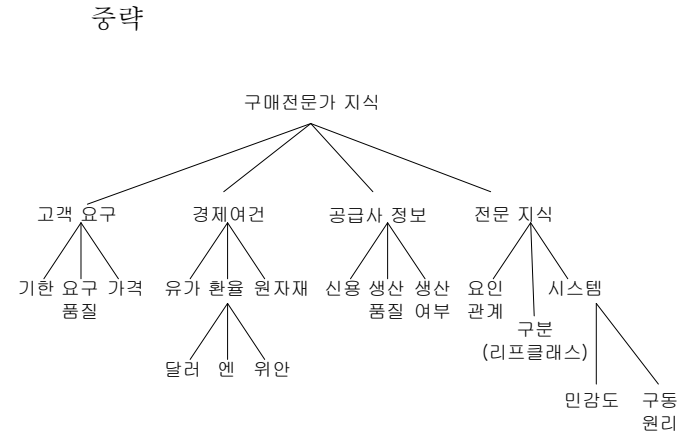 중략
구매전문가 지식
고객 요구 경제여건 공급사 정보 전문 지식
기한 요구 가격 유가 환율 원자재 신용 생산 생산 요인 시스템
품질 품질 여부 관계
구분
(리프클래스)
달러 엔 위안
민감도 구동
원리